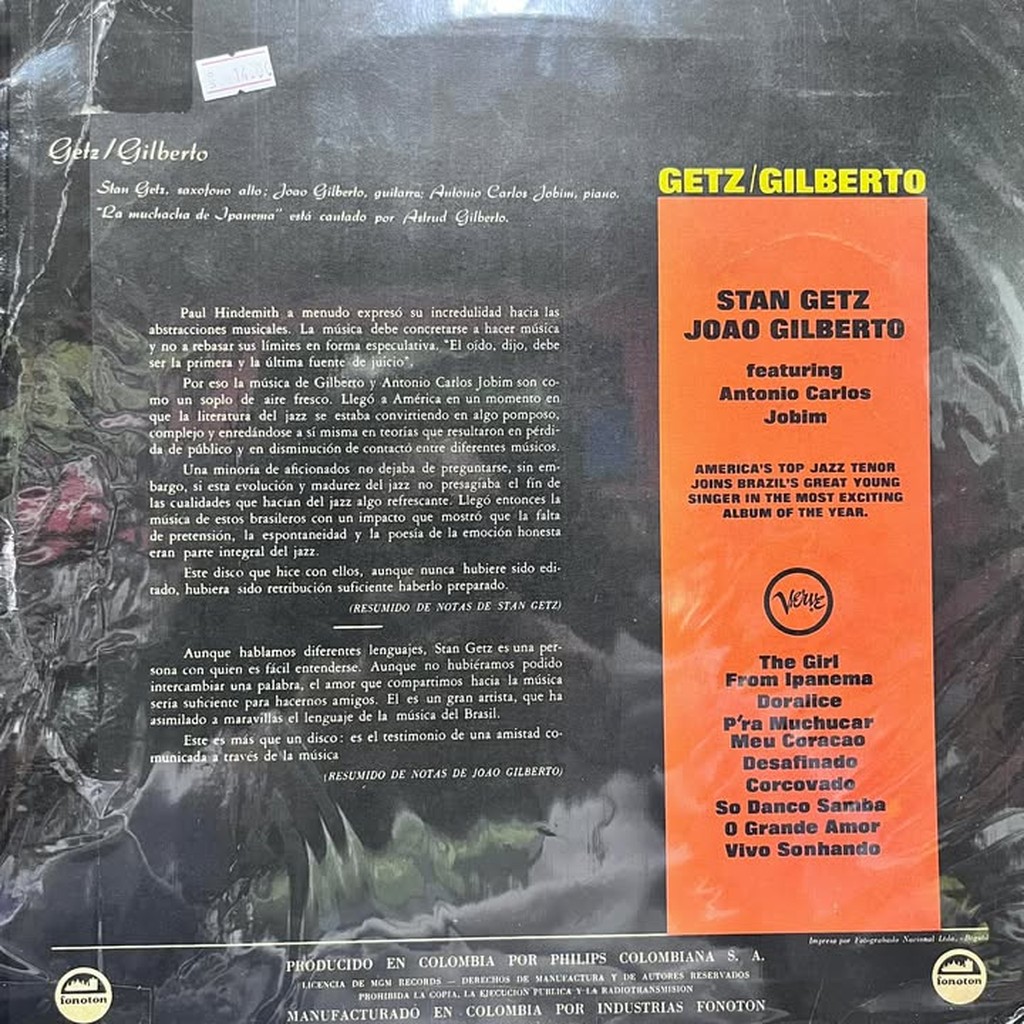 $ 14.00
Getz/Gilberto
Stan Getz, saxofono alto; Joao Gilberto, guitarra; Antonio Carlos Jobim, piano.
"La muchacha de Ipanema" está cantado por Astrud Gilberto.
Paul Hindemith a menudo expresó su incredulidad hacia las
abstracciones musicales. La música debe concretarse a hacer música
y no a rebasar sus límites en forma especulativa. "El oído, dijo, debe
ser la primera y la última fuente de juicio".
Por eso la música de Gilberto y Antonio Carlos Jobim son co-
mo un soplo de aire fresco. Llegó a América en un momento en
que la literatura del jazz se estaba convirtiendo en algo pomposo,
complejo y enredándose a sí misma en teorías que resultaron en pérdi-
da de público y en disminución de contactó entre diferentes músicos.
Una minoria de aficionados no dejaba de preguntarse, sin em-
bargo, si esta evolución y madurez del jazz no presagiaba el fin de
las cualidades que hacian del jazz algo refrescante. Llegó entonces la
música de estos brasileros con un impacto que mostró que la falta
de pretensión, la espontaneidad y la poesía de la emoción honesta
eran parte integral del jazz.
Este disco que hice con ellos, aunque nunca hubiere sido edi-
tado, hubiera sido retribución suficiente haberlo preparado.
(RESUMIDO DE NOTAS DE STAN GETZ)
Aunque hablamos diferentes lenguajes, Stan Getz es una per-
sona con quien es fácil entenderse. Aunque no hubiéramos podido
intercambiar una palabra, el amor que compartimos hacia la música
sería suficiente para hacernos amigos. El es un gran artista, que ha
asimilado a maravillas el lenguaje de la música del Brasil.
Este es más que un disco: es el testimonio de una amistad co-
municada a través de la música
(RESUMIDO DE NOTAS DE JOAO GILBERTO)
GETZ/GILBERTO
STAN GETZ
JOAO GILBERTO
featuring
Antonio Carlos
Jobim
AMERICA'S TOP JAZZ TENOR
JOINS BRAZIL'S GREAT YOUNG
SINGER IN THE MOST EXCITING
ALBUM OF THE YEAR.
Verve
The Girl
From Ipanema
Doralice
P'ra Muchucar
Meu Coracao
Desafinado
Corcovado
So Danco Samba
O Grande Amor
Vivo Sonhando
Impreso por Fotograbado Nacional Ltda. - Bogotá
PRODUCIDO EN COLOMBIA POR PHILIPS COLOMBIANA S. A.
LICENCIA DE MGM RECORDS — DERECHOS DE MANUFACTURA Y DE AUTORES RESERVADOS
PROHIBIDA LA COPIA, LA EJECUCION PUBLICA Y LA RADIOTRANSMISION
MANUFACTURADO EN COLOMBIA POR INDUSTRIAS FONOTON
fonoton
fonoton